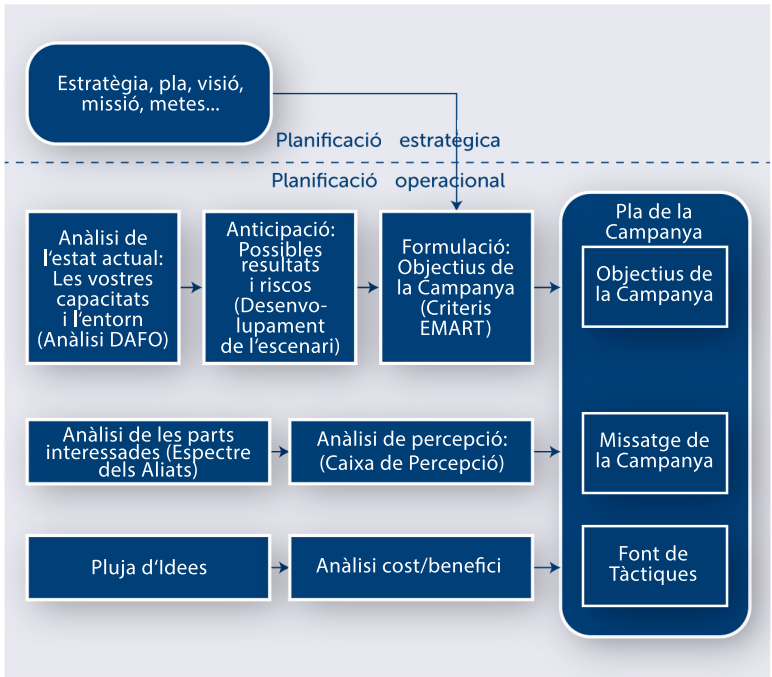 Estratègia, pla, visió,
missió, metes...
Planificació estratègica
Planificació operacional
Anàlisi de
l'estat actual:
Les vostres
capacitats
i l'entorn
(Anàlisi DAFO)
Anticipació:
Possibles
resultats
i riscos
(Desenvo-
lupament
de l'escenari)
Formulació:
Objectius de
la Campanya
(Criteris
EMART)
Pla de la
Campanya
Objectius de
la Campanya
Anàlisi de les parts
interessades (Espectre
dels Aliats)
Anàlisi de percepció:
(Caixa de Percepció)
Missatge de
la Campanya
Pluja d'Idees
Anàlisi cost/benefici
Font de
Tàctiques